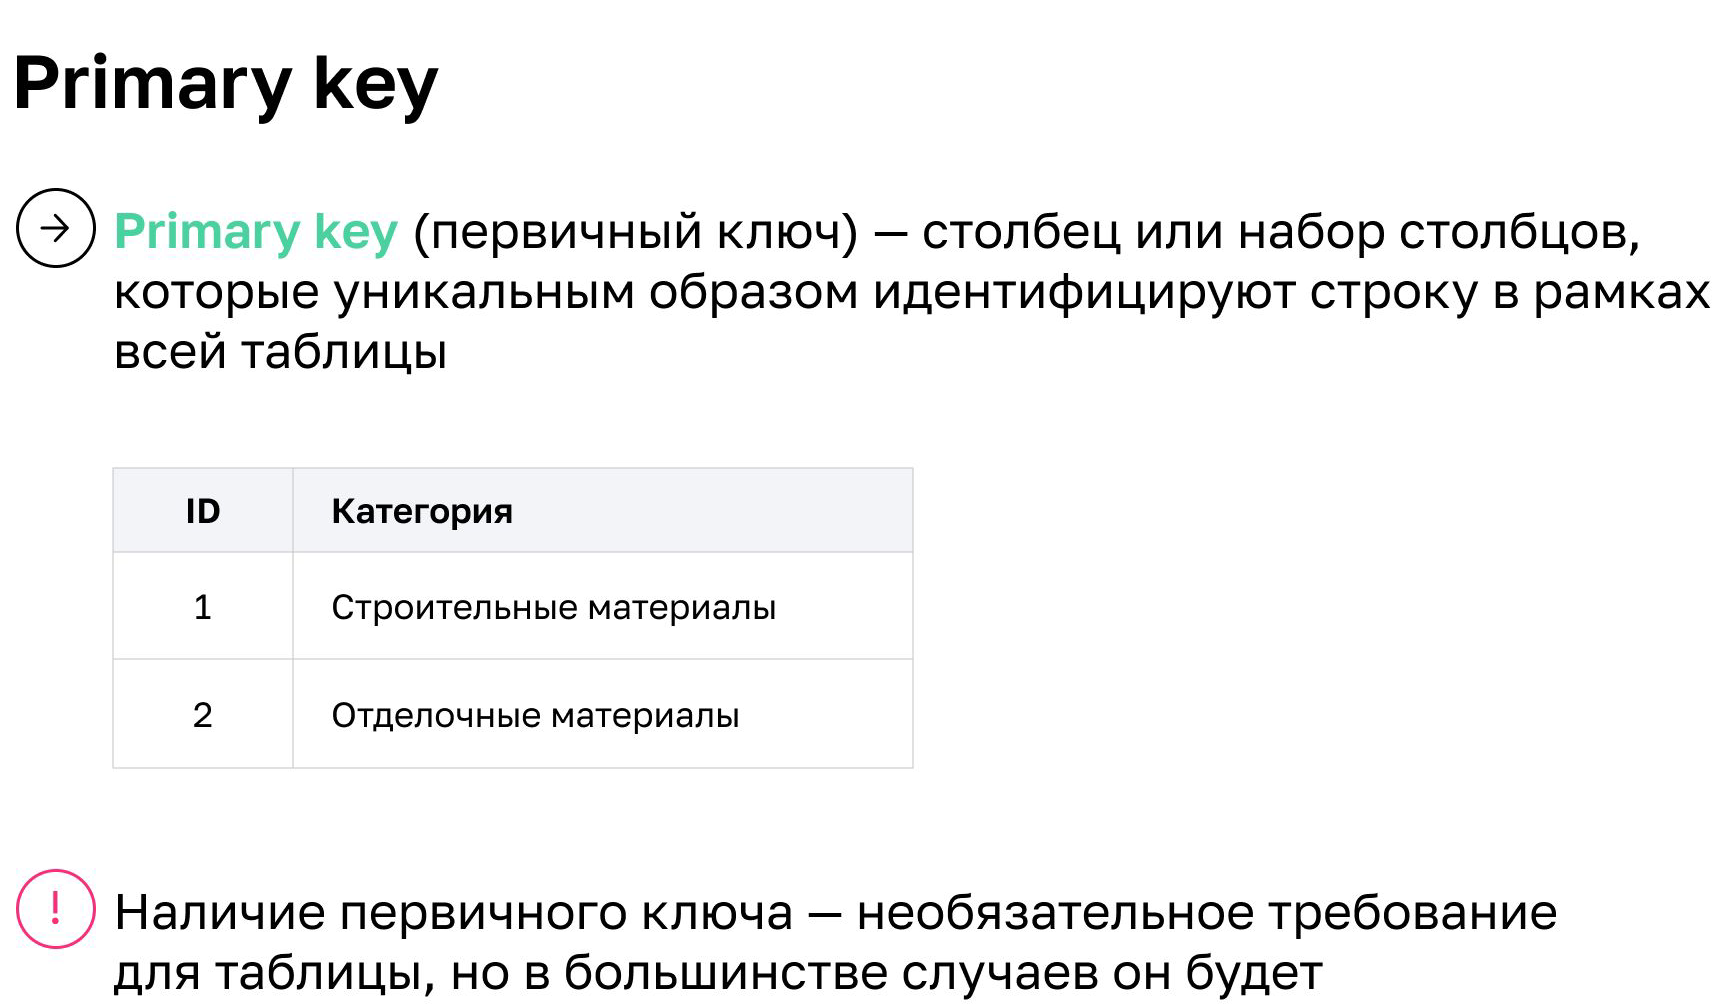 Primary key
Primary key (первичный ключ) — столбец или набор столбцов,
которые уникальным образом идентифицируют строку в рамках
всей таблицы
ID Категория
1 Строительные материалы
2 Отделочные материалы
! Наличие первичного ключа — необязательное требование
для таблицы, но в большинстве случаев он будет